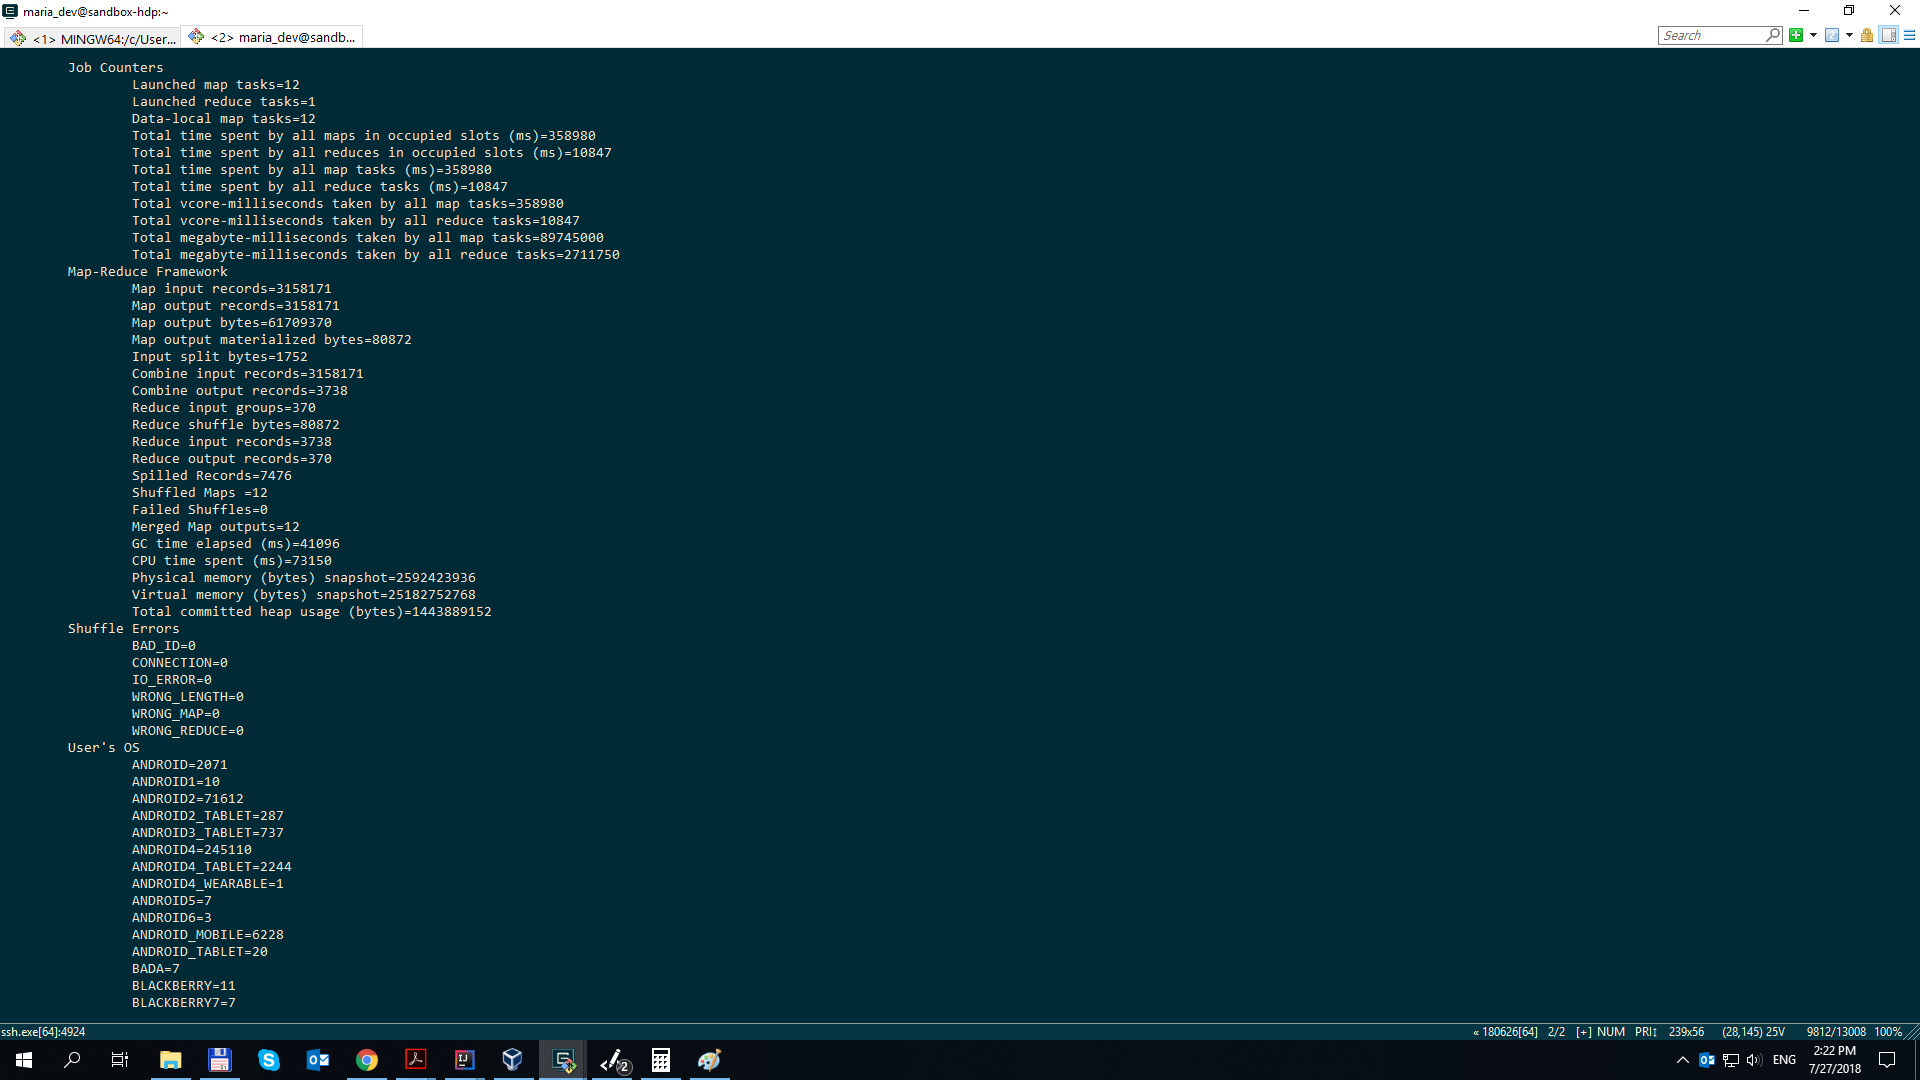 maria_dev@sandbox-hdp:~
<1> MINGW64:/c/User...
<2> maria_dev@sandb...
Search
Job Counters
Launched map tasks=12
Launched reduce tasks=1
Data-local map tasks=12
Total time spent by all maps in occupied slots (ms)=358980
Total time spent by all reduces in occupied slots (ms)=10847
Total time spent by all map tasks (ms)=358980
Total time spent by all reduce tasks (ms)=10847
Total vcore-milliseconds taken by all map tasks=358980
Total vcore-milliseconds taken by all reduce tasks=10847
Total megabyte-milliseconds taken by all map tasks=89745000
Total megabyte-milliseconds taken by all reduce tasks=2711750
Map-Reduce Framework
Map input records=3158171
Map output records=3158171
Map output bytes=61709370
Map output materialized bytes=80872
Input split bytes=1752
Combine input records=3158171
Combine output records=3738
Reduce input groups=370
Reduce shuffle bytes=80872
Reduce input records=3738
Reduce output records=370
Spilled Records=7476
Shuffled Maps =12
Failed Shuffles=0
Merged Map outputs=12
GC time elapsed (ms)=41096
CPU time spent (ms)=73150
Physical memory (bytes) snapshot=2592423936
Virtual memory (bytes) snapshot=25182752768
Total committed heap usage (bytes)=1443889152
Shuffle Errors
BAD_ID=0
CONNECTION=0
IO_ERROR=0
WRONG_LENGTH=0
WRONG_MAP=0
WRONG_REDUCE=0
User's OS
ANDROID=2071
ANDROID1=10
ANDROID2=71612
ANDROID2_TABLET=287
ANDROID3_TABLET=737
ANDROID4=245110
ANDROID4_TABLET=2244
ANDROID4_WEARABLE=1
ANDROID5=7
ANDROID6=3
ANDROID_MOBILE=6228
ANDROID_TABLET=20
BADA=7
BLACKBERRY=11
BLACKBERRY7=7
ssh.exe[64]:4924
« 180626[64] 2/2 [+] NUM PRI↕ 239x56 (28,145) 25V 9812/13008 100%
2
ENG
2:22 PM
7/27/2018